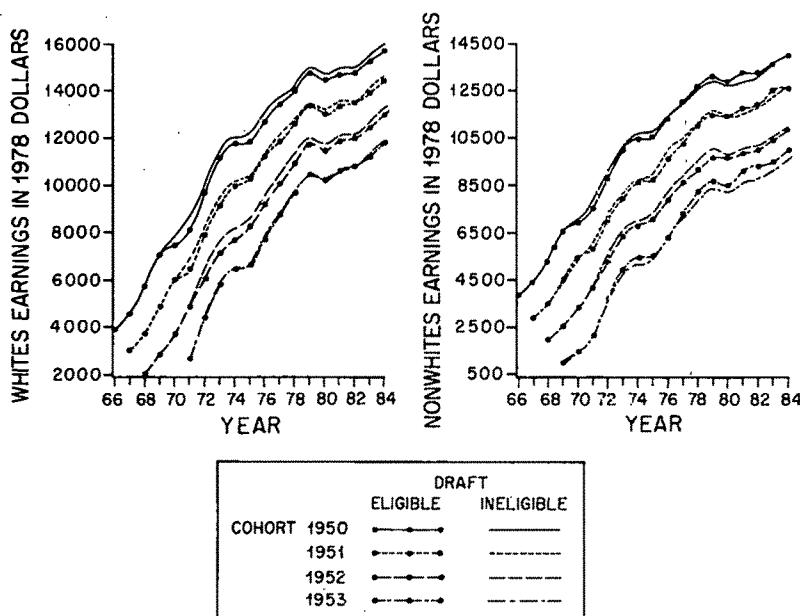 WHITES EARNINGS IN 1978 DOLLARS
16000
14000
12000
10000
8000
6000
4000
2000
66 68 70 72 74 76 78 80 82 84
YEAR
NONWHITES EARNINGS IN 1978 DOLLARS
14500
12500
10500
8500
6500
4500
2500
500
66 68 70 72 74 76 78 80 82 84
YEAR
DRAFT
ELIGIBLE INELIGIBLE
COHORT 1950
1951
1952
1953